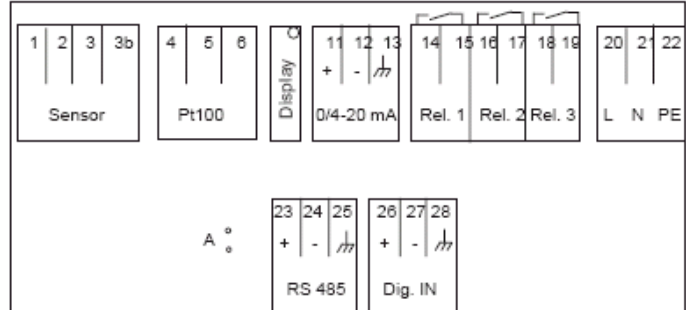 1 2 3 3b 4 5 6 11 12 13 14 15 16 17 18 19 20 21 22
+ -
Sensor Pt100 Display 0/4-20 mA Rel. 1 Rel. 2 Rel. 3 L N PE
23 24 25 26 27 28
A + - + -
RS 485 Dig. IN